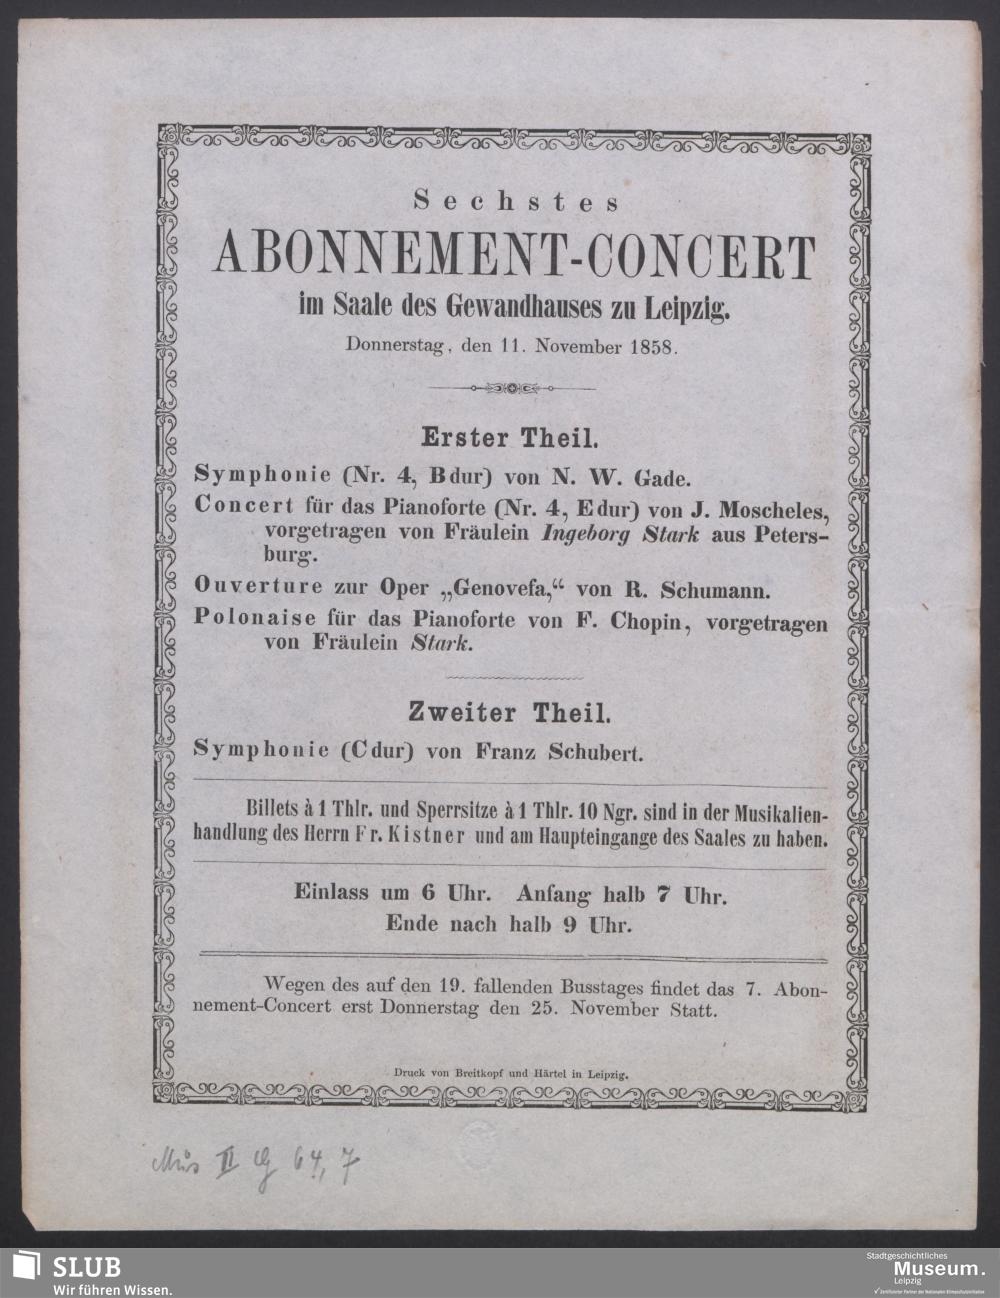 Sechstes
ABONNEMENT-CONCERT
im Saale des Gewandhauses zu Leipzig.
Donnerstag, den 11. November 1858.
Erster Theil.
Symphonie (Nr. 4, Bdur) von N. W. Gade.
Concert für das Pianoforte (Nr. 4, Edur) von J. Moscheles,
vorgetragen von Fräulein Ingeborg Stark aus Peters-
burg.
Ouverture zur Oper „Genovefa,“ von R. Schumann.
Polonaise für das Pianoforte von F. Chopin, vorgetragen
von Fräulein Stark.
Zweiter Theil.
Symphonie (Cdur) von Franz Schubert.
Billets à 1 Thlr. und Sperrsitze à 1 Thlr. 10 Ngr. sind in der Musikalien-
handlung des Herrn Fr. Kistner und am Haupteingange des Saales zu haben.
Einlass um 6 Uhr. Anfang halb 7 Uhr.
Ende nach halb 9 Uhr.
Wegen des auf den 19. fallenden Busstages findet das 7. Abon-
nement-Concert erst Donnerstag den 25. November Statt.
Druck von Breitkopf und Härtel in Leipzig.
Mus II G 64, 7
SLUB
Wir führen Wissen.
Stadtgeschichtliches
Museum.
Leipzig
Zertifizierter Partner der Nationalen Klimaschutzinitiative